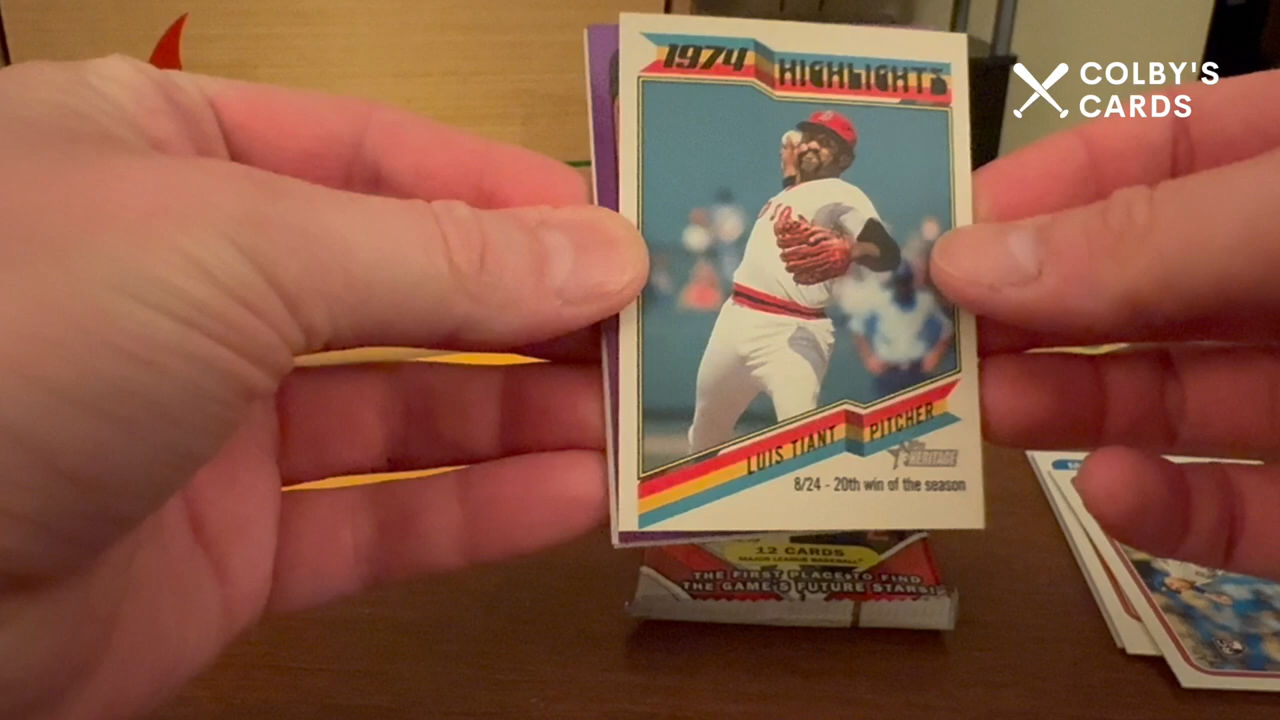 COLBY'S
CARDS
1974 HIGHLIGHTS
LUIS TIANT PITCHER
HERITAGE
8/24 - 20th win of the season
12 CARDS
MAJOR LEAGUE BASEBALL
THE FIRST PLACE TO FIND
THE GAME'S FUTURE STARS!